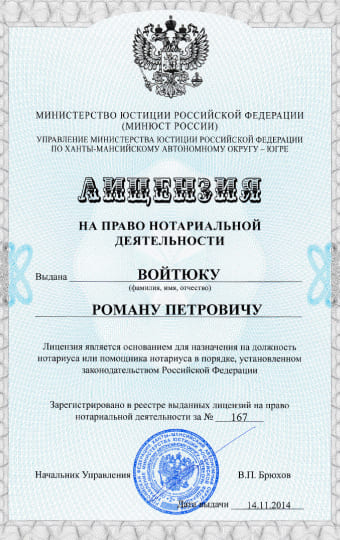 МИНИСТЕРСТВО ЮСТИЦИИ РОССИЙСКОЙ ФЕДЕРАЦИИ
(МИНЮСТ РОССИИ)
УПРАВЛЕНИЕ МИНИСТЕРСТВА ЮСТИЦИИ РОССИЙСКОЙ ФЕДЕРАЦИИ
ПО ХАНТЫ-МАНСИЙСКОМУ АВТОНОМНОМУ ОКРУГУ – ЮГРЕ
ЛИЦЕНЗИЯ
НА ПРАВО НОТАРИАЛЬНОЙ
ДЕЯТЕЛЬНОСТИ
Выдана ВОЙТЮКУ
(фамилия, имя, отчество)
РОМАНУ ПЕТРОВИЧУ
Лицензия является основанием для назначения на должность
нотариуса или помощника нотариуса в порядке, установленном
законодательством Российской Федерации
Зарегистрировано в реестре выданных лицензий на право
нотариальной деятельности за № 167
Начальник Управления В.П. Брюхов
Дата выдачи 14.11.2014